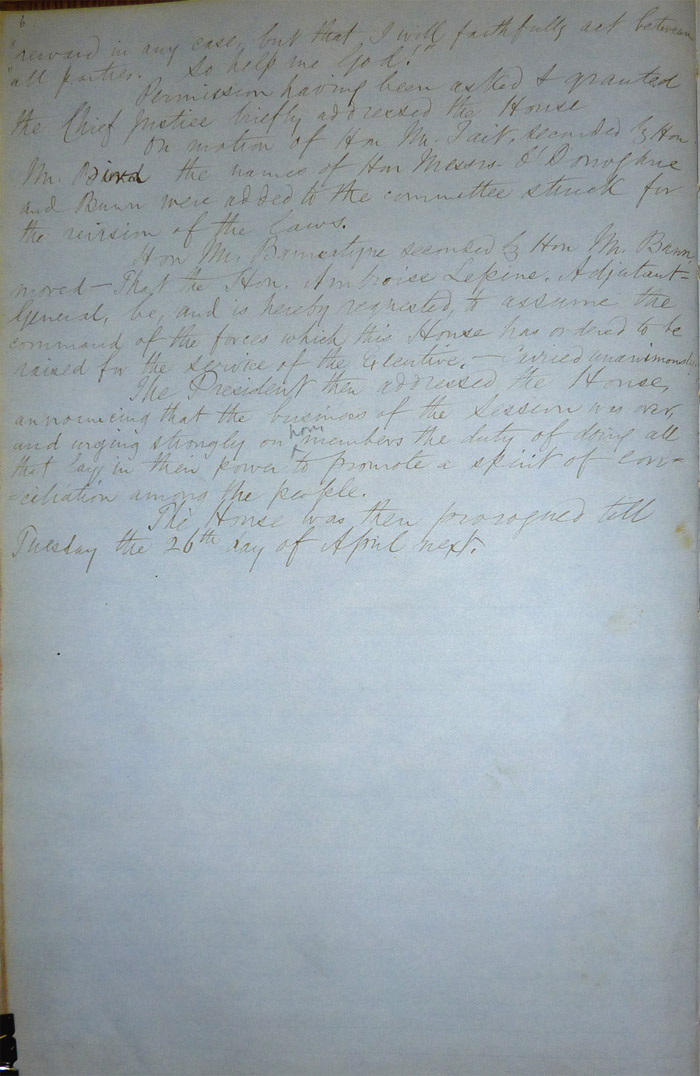 6
"reward in any case, but that I will faithfully act between
"all parties. So help me God!"
Permission having been asked & granted
the Chief Justice briefly addressed the House
On motion of Hon Mr. Tait, seconded by Hon
Mr. Bird the names of Hon Messrs O'Donoghue
and Bunn were added to the committee struck for
the revision of the laws.
Hon Mr. Bannatyne seconded by Hon Mr. Bunn
moved – That the Hon. Ambroise Lepine, Adjutant-
General, be, and is hereby requested, to assume the
command of the forces which this House has ordered to be
raised for the service of the Executive. – Carried unanimously.
The President then addressed the House,
announcing that the business of the Session was over,
and urging strongly on hon members the duty of doing all
that lay in their power to promote a spirit of con-
-ciliation among the people.
The House was then prorogued till
Tuesday the 26th day of April next.